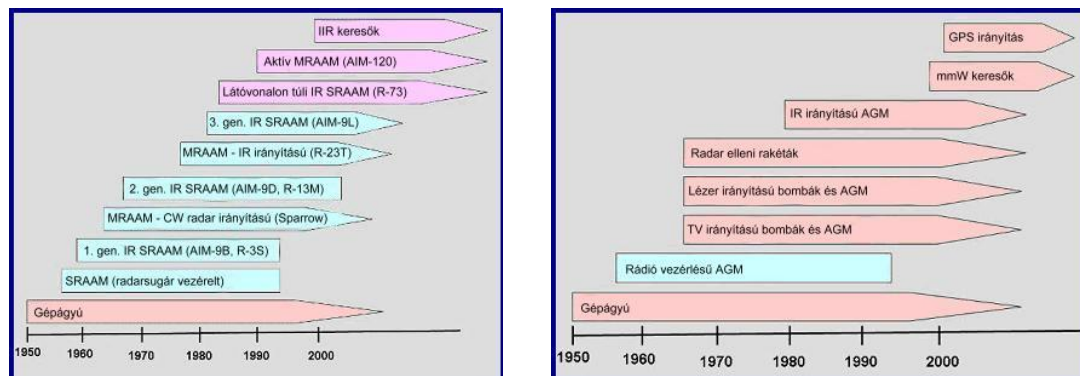 IIR keresők
Aktív MRAAM (AIM-120)
Látóvonalon túli IR SRAAM (R-73)
3. gen. IR SRAAM (AIM-9L)
MRAAM - IR irányítású (R-23T)
2. gen. IR SRAAM (AIM-9D, R-13M)
MRAAM - CW radar irányítású (Sparrow)
1. gen. IR SRAAM (AIM-9B, R-3S)
SRAAM (radarsugár vezérelt)
Gépágyú
1950 1960 1970 1980 1990 2000
GPS irányítás
mmW keresők
IR irányítású AGM
Radar elleni rakéták
Lézer irányítású bombák és AGM
TV irányítású bombák és AGM
Rádió vezérlésű AGM
Gépágyú
1950 1960 1970 1980 1990 2000